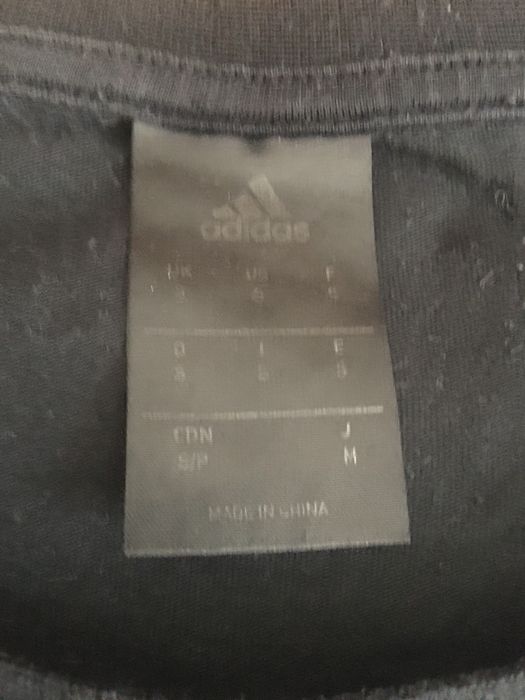 adidas
UK US F
S S S
D I E
S S S
CDN J
S/P M
MADE IN CHINA